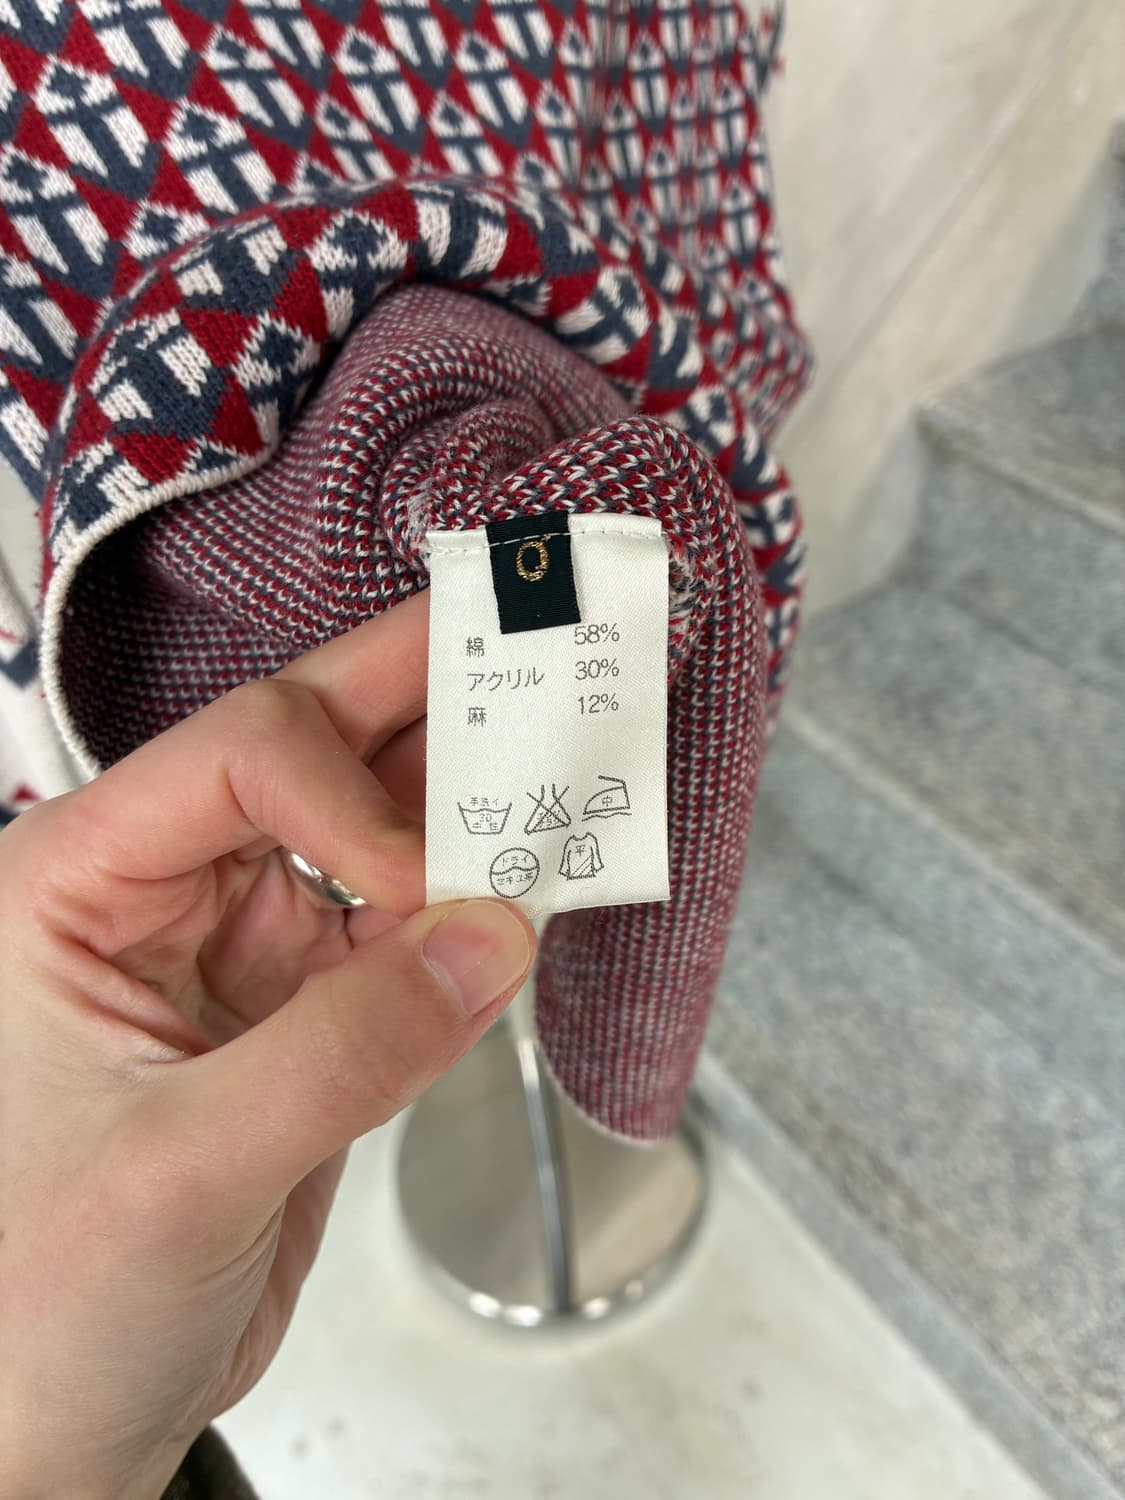 Q
綿 58%
アクリル 30%
麻 12%
手洗イ
30
中性
中
平
ドライ
セキユ系